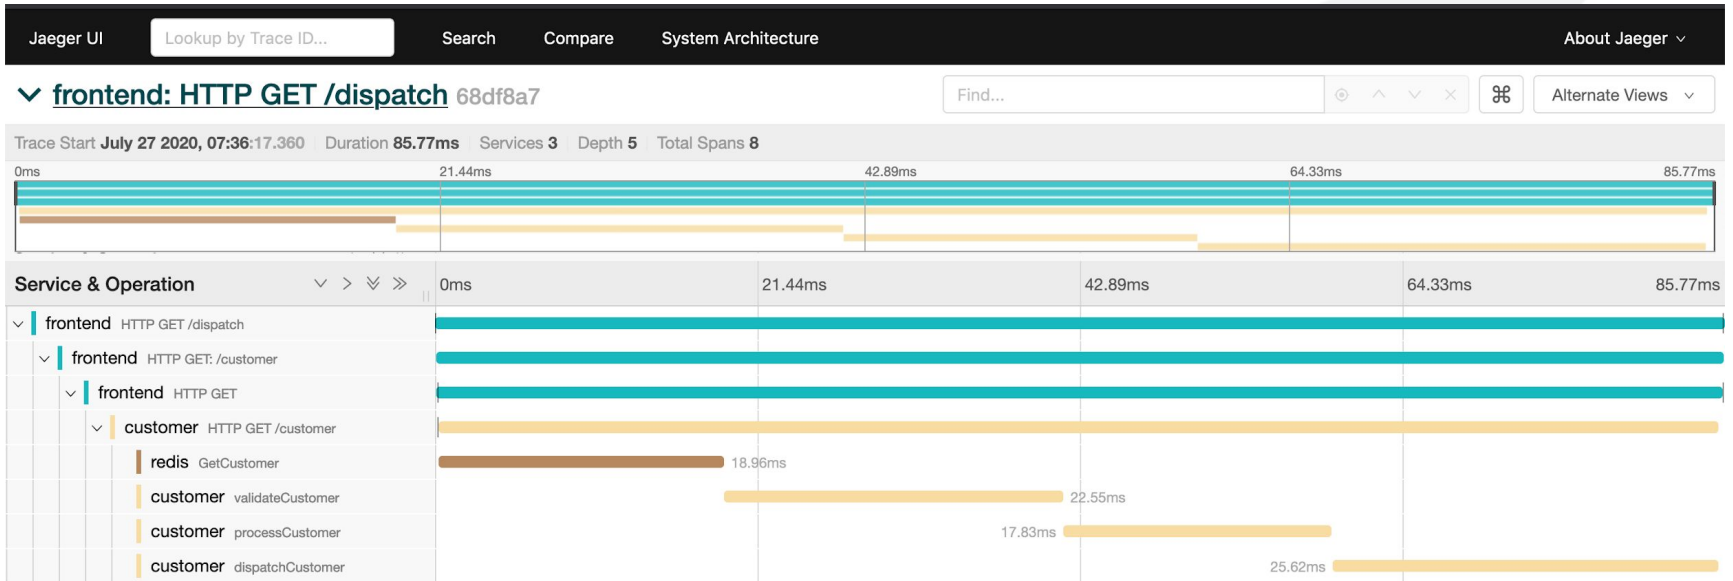 Jaeger UI Lookup by Trace ID... Search Compare System Architecture About Jaeger
frontend: HTTP GET /dispatch 68df8a7 Find... ⌘ Alternate Views
Trace Start July 27 2020, 07:36:17.360 Duration 85.77ms Services 3 Depth 5 Total Spans 8
0ms 21.44ms 42.89ms 64.33ms 85.77ms
Service & Operation 0ms 21.44ms 42.89ms 64.33ms 85.77ms
frontend HTTP GET /dispatch
frontend HTTP GET: /customer
frontend HTTP GET
customer HTTP GET /customer
redis GetCustomer 18.96ms
customer validateCustomer 22.55ms
customer processCustomer 17.83ms
customer dispatchCustomer 25.62ms